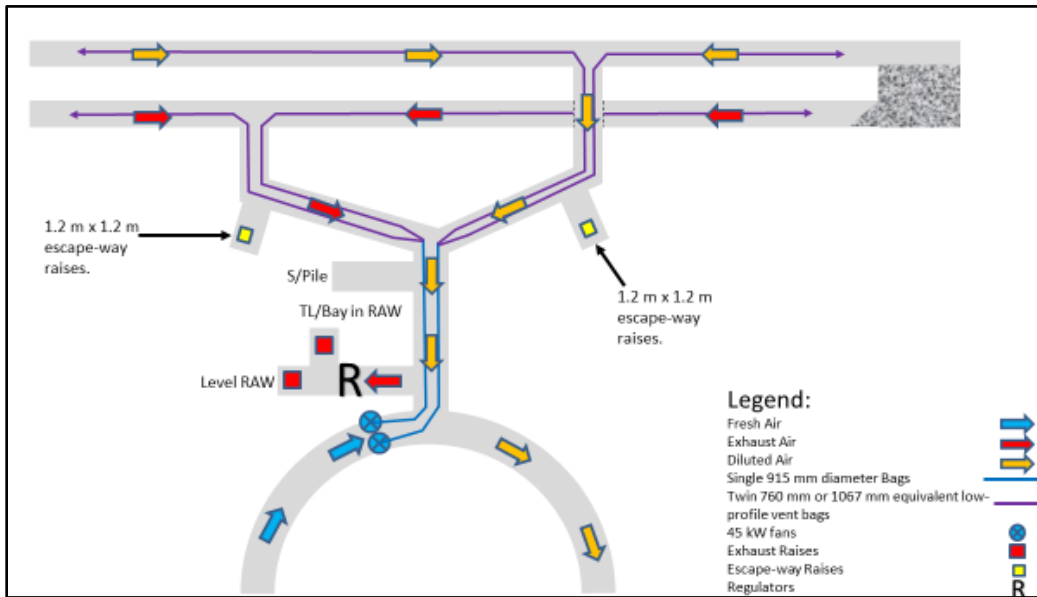 1.2 m x 1.2 m
escape-way
raises.
S/Pile
TL/Bay in RAW
Level RAW
R
1.2 m x 1.2 m
escape-way
raises.
Legend:
Fresh Air
Exhaust Air
Diluted Air
Single 915 mm diameter Bags
Twin 760 mm or 1067 mm equivalent low-
profile vent bags
45 kW fans
Exhaust Raises
Escape-way Raises
Regulators R